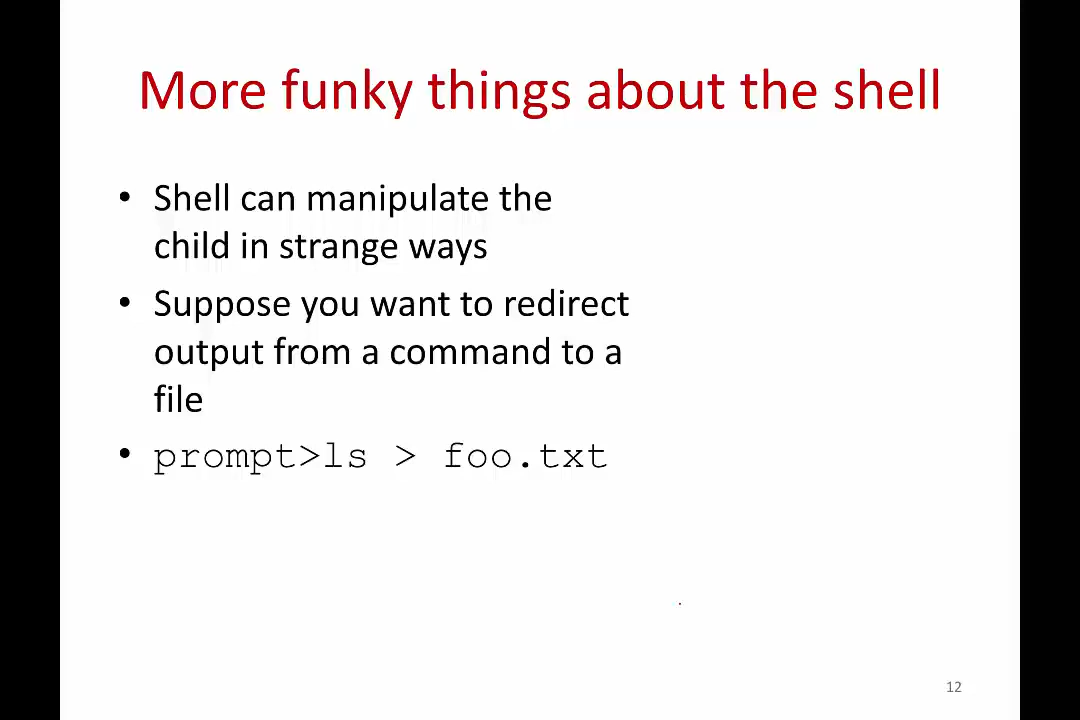 More funky things about the shell
• Shell can manipulate the
child in strange ways
• Suppose you want to redirect
output from a command to a
file
• prompt>ls > foo.txt
12